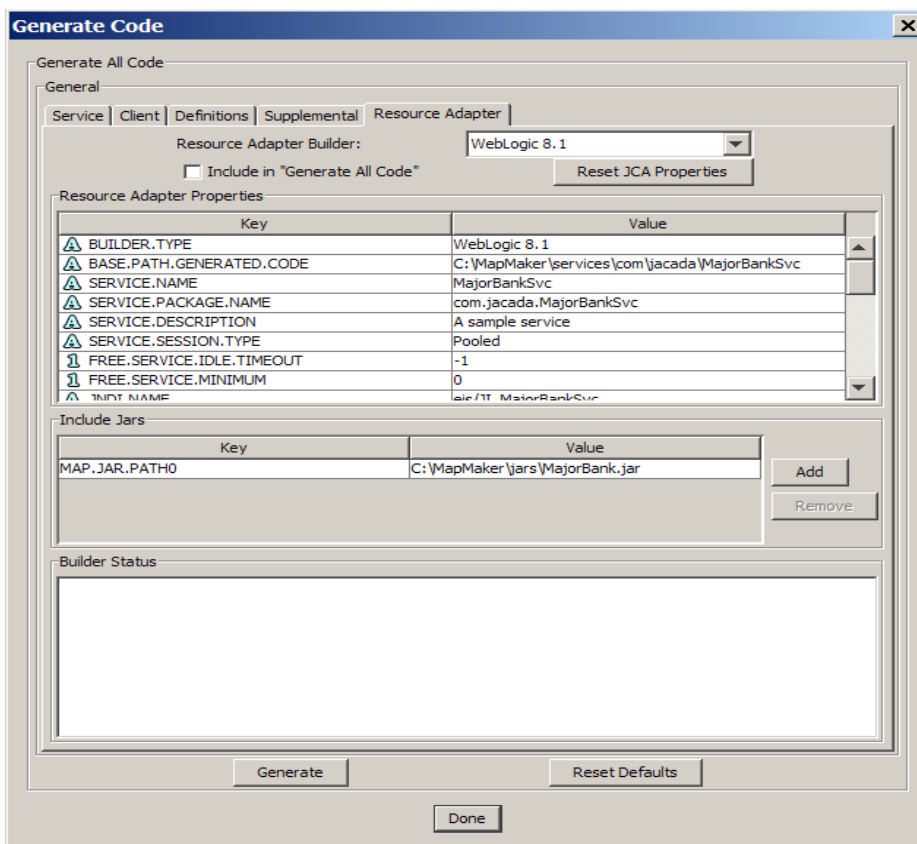 Generate Code
Generate All Code
General
Service Client Definitions Supplemental Resource Adapter
Resource Adapter Builder: WebLogic 8.1
Include in "Generate All Code" Reset JCA Properties
Resource Adapter Properties
Key Value
BUILDER.TYPE WebLogic 8.1
BASE.PATH.GENERATED.CODE C:\MapMaker\services\com\jacada\MajorBankSvc
SERVICE.NAME MajorBankSvc
SERVICE.PACKAGE.NAME com.jacada.MajorBankSvc
SERVICE.DESCRIPTION A sample service
SERVICE.SESSION.TYPE Pooled
FREE.SERVICE.IDLE.TIMEOUT -1
FREE.SERVICE.MINIMUM 0
JNDI.NAME eis/JI_MajorBankSvc
Include Jars
Key Value
MAP.JAR.PATH0 C:\MapMaker\jars\MajorBank.jar
Add
Remove
Builder Status
Generate Reset Defaults
Done